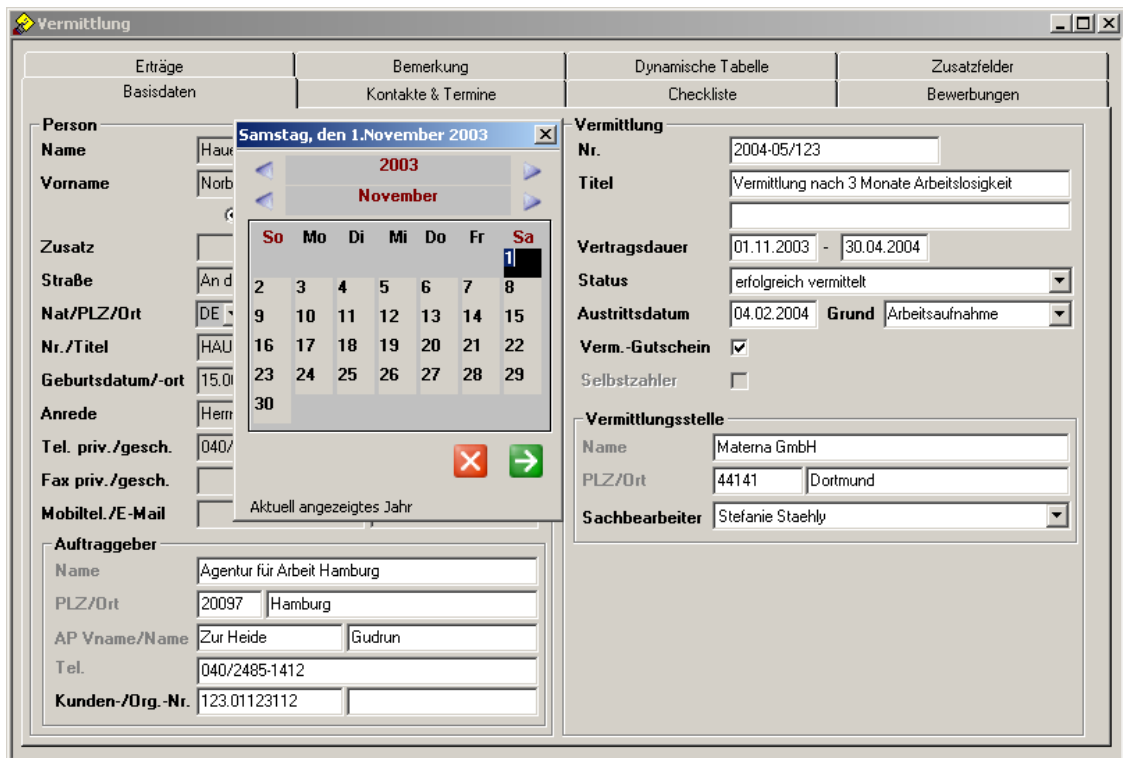 Vermittlung
Erträge Bemerkung Dynamische Tabelle Zusatzfelder
Basisdaten Kontakte & Termine Checkliste Bewerbungen
Person
Name Haue
Vorname Norb
Zusatz
Straße An d
Nat/PLZ/Ort DE
Nr./Titel HAU
Geburtsdatum/-ort 15.0
Anrede Herr
Tel. priv./gesch. 040/
Fax priv./gesch.
Mobiltel./E-Mail
Samstag, den 1.November 2003
2003
November
So Mo Di Mi Do Fr Sa
1
2 3 4 5 6 7 8
9 10 11 12 13 14 15
16 17 18 19 20 21 22
23 24 25 26 27 28 29
30
Aktuell angezeigtes Jahr
Auftraggeber
Name Agentur für Arbeit Hamburg
PLZ/Ort 20097 Hamburg
AP Vname/Name Zur Heide Gudrun
Tel. 040/2485-1412
Kunden-/Org.-Nr. 123.01123112
Vermittlung
Nr. 2004-05/123
Titel Vermittlung nach 3 Monate Arbeitslosigkeit
Vertragsdauer 01.11.2003 - 30.04.2004
Status erfolgreich vermittelt
Austrittsdatum 04.02.2004 Grund Arbeitsaufnahme
Verm.-Gutschein
Selbstzahler
Vermittlungsstelle
Name Materna GmbH
PLZ/Ort 44141 Dortmund
Sachbearbeiter Stefanie Staehly